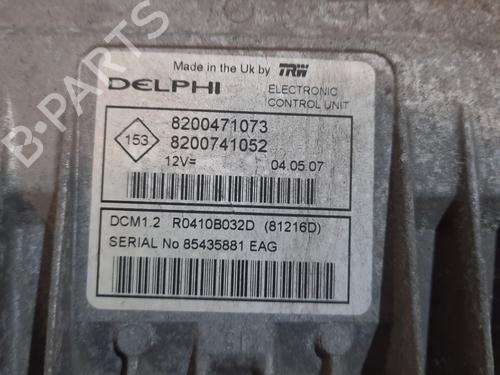 Made in the Uk by TRW
DELPHI
ELECTRONIC
CONTROL UNIT
153
8200471073
8200741052
12V=
04.05.07
DCM1.2 R0410B032D (81216D)
SERIAL No 85435881 EAG
B-PARTS